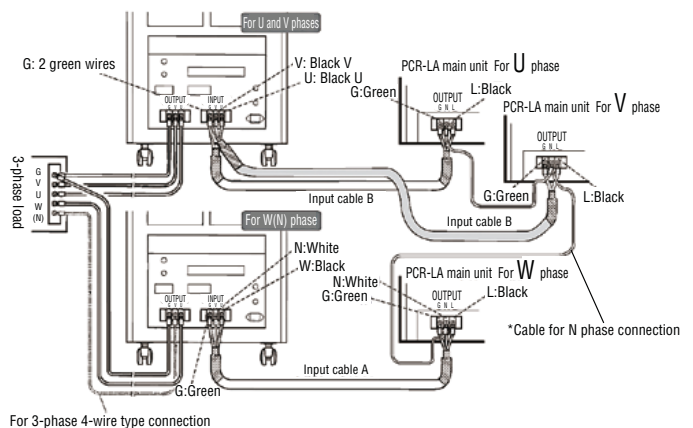 For U and V phases
G: 2 green wires
V: Black V
U: Black U
OUTPUT
G V U
INPUT
G V U
PCR-LA main unit For U phase
G:Green
L:Black
OUTPUT
G N L
PCR-LA main unit For V phase
OUTPUT
G N L
G:Green
L:Black
3-phase load
G
V
U
W
(N)
Input cable B
Input cable B
For W(N) phase
N:White
W:Black
OUTPUT
G V U
INPUT
G V U
G:Green
PCR-LA main unit For W phase
N:White
G:Green
OUTPUT
G N L
L:Black
*Cable for N phase connection
Input cable A
For 3-phase 4-wire type connection